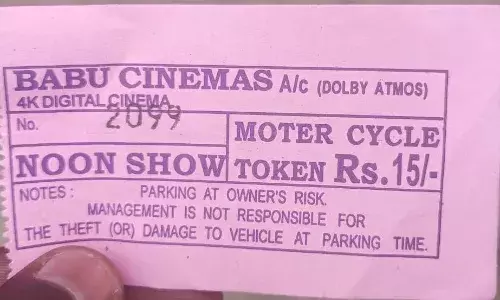 BABU CINEMAS A/c (DOLBY ATMOS)
4K DIGITAL CINEMA
No. 2099
MOTER CYCLE
NOON SHOW TOKEN Rs.15/-
NOTES : PARKING AT OWNER'S RISK.
MANAGEMENT IS NOT RESPONSIBLE FOR
THE THEFT (OR) DAMAGE TO VEHICLE AT PARKING TIME.